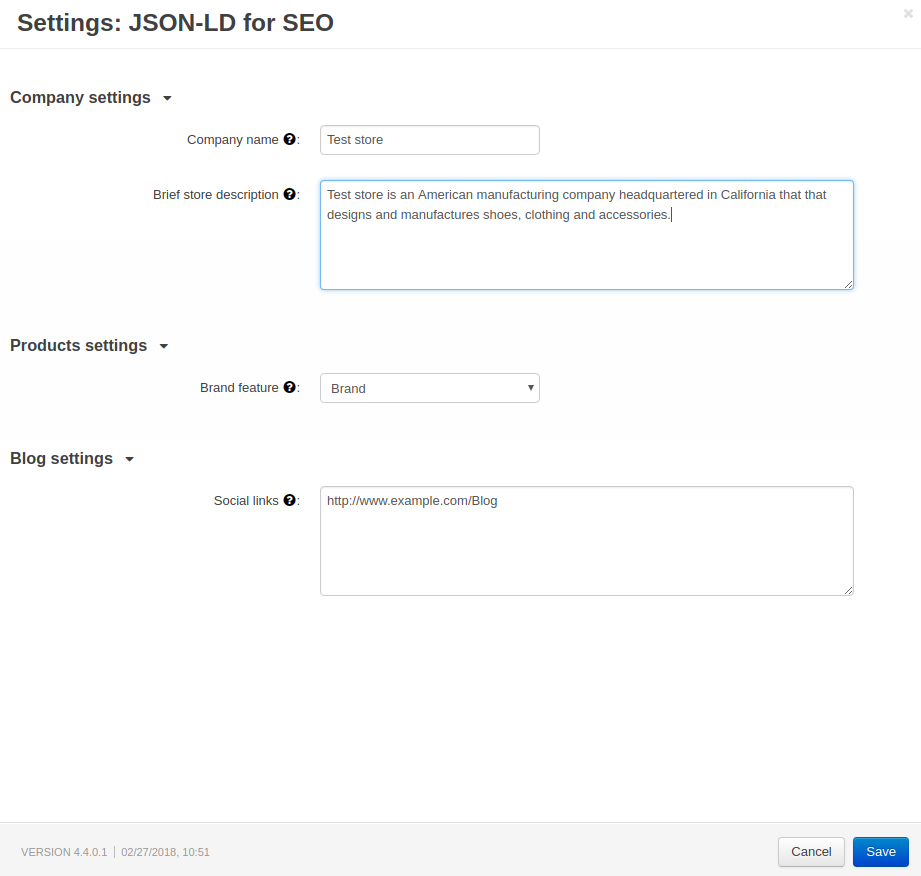 Settings: JSON-LD for SEO
Company settings
Company name ?:
Test store
Brief store description ?:
Test store is an American manufacturing company headquartered in California that that
designs and manufactures shoes, clothing and accessories.
Products settings
Brand feature ?:
Brand
Blog settings
Social links ?:
http://www.example.com/Blog
VERSION 4.4.0.1 | 02/27/2018, 10:51
Cancel
Save